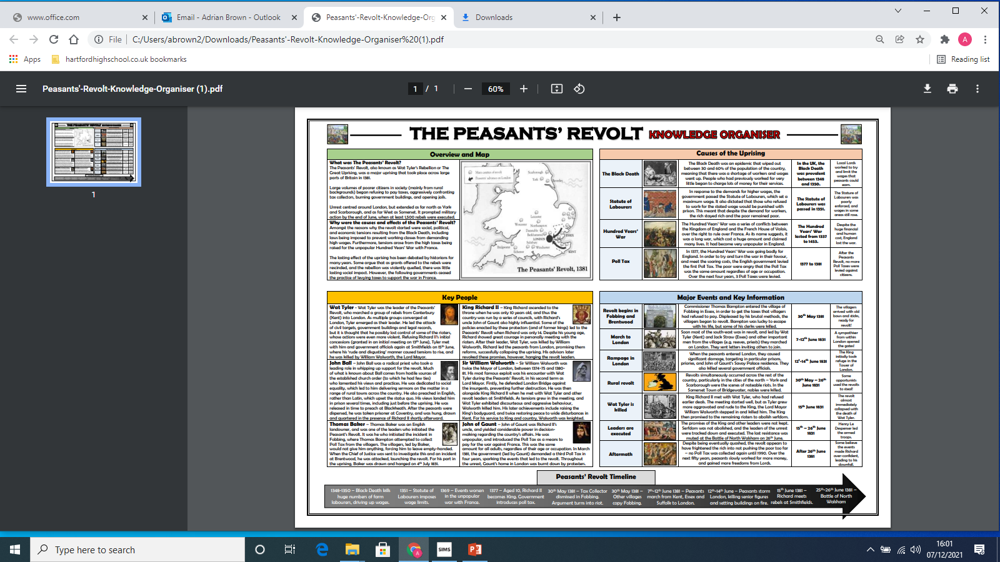 www.office.com
Email - Adrian Brown - Outlook
Peasants'-Revolt-Knowledge-Org
Downloads
File
C:/Users/abrown2/Downloads/Peasants'-Revolt-Knowledge-Organiser%20(1).pdf
A
Apps
hartfordhighschool.co.uk bookmarks
Reading list
Peasants'-Revolt-Knowledge-Organiser (1).pdf
1 / 1
60%
1
THE PEASANTS' REVOLT KNOWLEDGE ORGANISER
Overview and Map
What was The Peasants' Revolt?
The Peasants' Revolt, also known as Wat Tyler's Rebellion or The
Great Uprising, was a major uprising that took place across large
parts of Britain in 1381.
Large volumes of poorer citizens in society (mainly from rural
backgrounds) began refusing to pay taxes, aggressively confronting
tax collectors, burning government buildings, and opening jails.
Unrest centred around London, but extended as far north as York
and Scarborough, and as far West as Somerset. It prompted military
action by the end of June, when at least 1,500 rebels were executed.
Why were the causes and effects of the Peasants' Revolt?
Amongst the reasons why the revolt started were social, political,
and economic tensions resulting from the Black Death, including
laws being imposed to prevent working classes from demanding
high wages. Furthermore, tensions arose from the high taxes being
raised for the unpopular Hundred Years' War with France.
The lasting effect of the uprising has been debated by historians for
many years. Some argue that as grants offered to the rebels were
rescinded, and the rebellion was violently quelled, there was little
lasting social impact. However, the following governments ceased
the practice of levying taxes to support the war in France.
Main centres of revolt
Peasants' advance on London
Scarborough
York
Beverley
Leicester
Worcester
Northampton
Dunstable
Berkhamsted
LONDON
ESSEX
Salisbury
Bridgwater
Winchester
Ilchester
KENT
The Peasants' Revolt, 1381
Causes of the Uprising
The Black Death
The Black Death was an epidemic that wiped out
between 30 and 60% of the population of the country,
meaning that there was a shortage of workers and wages
went up. People who had previously worked for very
little began to charge lots of money for their services.
In the UK, the
Black Death
was prevalent
between 1348
and 1350.
Local Lords
worked to try
and limit the
wages that
peasants could
earn.
Statute of
Labourers
In response to the demands for higher wages, the
government passed the Statute of Labourers, which set a
maximum wage. It also dictated that those who refused
to work for the stated wage would be punished with
prison. This meant that despite the demand for workers,
the rich stayed rich and the poor remained poor.
The Statute of
Labourers was
passed in 1351.
The Stature of
Labourers was
poorly
enforced, and
wages in some
areas still rose.
Hundred Years'
War
The Hundred Years' War was a series of conflicts between
the Kingdom of England and the French House of Valois,
over the right to rule over France. As its name suggests, it
was a long war, which cost a huge amount and claimed
many lives. It had become very unpopular in England.
The Hundred
Years' War
lasted from 1337
to 1453.
Despite the
huge financial
and human
cost, England
lost the war.
Poll Tax
In 1377, the Hundred Years' War was going badly for
England. In order to try and turn the war in their favour,
and meet the soaring costs, the English government levied
the first Poll Tax. The poor were angry that the Poll Tax
was the same amount regardless of age or occupation.
Over the next four years, 3 Poll Taxes were levied.
1377 to 1381
After the
Peasants
Revolt, no more
Poll Taxes were
levied against
citizens.
Key People
Wat Tyler - Wat Tyler was the leader of the Peasants'
Revolt, who marched a group of rebels from Canterbury
(Kent) into London. As multiple groups converged at
London, Tyler emerged as their leader. He led the attack
of civil targets, government buildings and legal records,
but it is thought that he possibly lost control of some of the rioters,
whose actions were even more violent. Refusing Richard II's initial
concessions (granted in an initial meeting on 13th June), Tyler met
with him and government officials again at Smithfields on 15th June,
where his 'rude and disgusting' manner caused tensions to rise, and
he was killed by William Walworth, the Lord Mayor.
King Richard II – King Richard ascended to the
throne when he was only 10 years old, and thus the
country was run by a series of councils, with Richard's
uncle John of Gaunt also highly influential. Some of the
policies enacted by these protectors (and of former kings) led to the
Peasants' Revolt when Richard was only 14. Despite his young age,
Richard showed great courage in personally meeting with the
rioters. After their leader, Wat Tyler, was killed by William
Walworth, Richard led the peasants from London, promising them
reforms, successfully collapsing the uprising. His advisors later
revoked these promises, however, hanging the revolt leaders.
John Ball – John Ball was a radical priest who took a
leading role in whipping up support for the revolt. Much
of what is known about Ball comes from hostile sources of
the established church order (to which he had few ties)
who lamented his views and practices. He was dedicated to social
equality, which led to him delivering sermons on the matter in a
range of rural towns across the country. He also preached in English,
rather than Latin, which upset the status quo. His views landed him
in prison several times, including just before the uprising. He was
released in time to preach at Blackheath. After the peasants were
dispersed, he was taken prisoner at Coventry, and was hung, drawn
and quartered in the presence of Richard II shortly afterward.
Sir William Walworth – Sir William Walworth was
twice the Mayor of London, between 1374-75 and 1380-
81. His most famous exploit was his encounter with Wat
Tyler during the Peasants' Revolt, in his second term as
Lord Mayor. Firstly, he defended London Bridge against
the insurgents, preventing further destruction. He was then
alongside King Richard II when he met with Wat Tyler and other
revolt leaders at Smithfields. As tensions grew in the meeting, and
Wat Tyler exhibited discourteous and aggressive behaviour,
Walworth killed him. His later achievements include raising the
King's bodyguard, and twice restoring peace to wide disturbances in
Kent. For his service to King and country, Walworth was knighted.
Thomas Baker – Thomas Baker was an English
landowner, and was one of the leaders who initiated the
Peasant's Revolt. It was he who initiated the incident in
Fobbing, where Thomas Bampton attempted to collect
Poll Tax from the villagers. The villagers, led by Baker,
would not give him anything, forcing him to leave empty-handed.
When the Chief of Justice was sent to investigate this and an incident
at Brentwood, he was attacked, launching the revolt. For his part in
the uprising, Baker was drawn and hanged on 4th July 1831.
John of Gaunt – John of Gaunt was Richard II's
uncle, and yielded considerable power in decision-
making regarding the country's affairs. He was
unpopular, and introduced the Poll Tax as a means to
pay for the war against France. This was the same
amount for all adults, regardless of their age or occupation. In March
1381, the government (led by Gaunt) demanded a third Poll Tax in
four years, sparking the events that led to the revolt. Throughout
the unrest, Gaunt's home in London was burnt down by protesters.
Major Events and Key Information
Revolt begins in
Fobbing and
Brentwood
Commissioner Thomas Bampton entered the village of
Fobbing in Essex, in order to get the taxes that villagers
had refused to pay. Displeased by his brutal methods, the
villagers began to revolt. Bampton was lucky to escape
with his life, but some of his clerks were killed.
30th May 1381
The villagers
arrived with old
bows and sticks,
ready for
revolt!
March to
London
Soon most of the south-east was in revolt, and led by Wat
Tyler (Kent) and Jack Straw (Essex) and other important
men from the villages (e.g. reeves, priests) they marched
on London. They sent letters inviting others to join.
7-12th June 1831
A sympathiser
from within
London opened
the gates!
Rampage in
London
When the peasants entered London, they caused
significant damage, targeting in particular prisons,
priories, and John of Gaunt's Savoy Palace residence. They
also killed several government officials.
12t-14th June 1831
The King
initially took
refuge in the
Tower of
London.
Rural revolt
Revolts simultaneously occurred across the rest of the
country, particularly in the cities of the north – York and
Scarborough were the scenes of noteable riots. In the
Somerset Town of Bridgewater, nobles were killed.
30th May – 26th
June 1831
Some
opportunists
used the revolts
to steal!
Wat Tyler is
killed
King Richard II met with Wat Tyler, who had refused
earlier deals. The meeting started well, but as Tyler grew
more aggravated and rude to the King, the Lord Mayor
William Walworth stepped in and killed him. The King
then promised to the remaining rioters to abolish serfdom.
15th June 1831
The revolt
almost
immediately
collapsed with
the death of
Wat Tyler.
Leaders are
executed
The promises of the King and other leaders were not kept.
Serfdom was not abolished, and the leaders of the unrest
were tracked down and executed. The last resistance was
muted at the Battle of North Walsham on 26th June.
15th – 26th June
1831
Henry Le
Despenser led
the armed
troops.
Aftermath
Despite being eventually quashed, the revolt appears to
have frightened the rich into not pushing the poor too far
– no Poll Tax was collected again until 1990. Over the
next fifty years, peasants slowly worked for more money,
and gained more freedoms from Lords.
After 26th June
1381
Some believe
the events
made Richard
over-confident,
leading to his
downfall.
Peasants' Revolt Timeline
1348-1350 – Black Death kills
huge numbers of farm
labourers, driving up wages.
1351 – Statute of
Labourers imposes
wage limits.
1369 – Events worsen
in the unpopular
war with France.
1377 – Aged 10, Richard II
becomes King. Government
introduces poll tax.
30th May 1381 - Tax Collector
dismissed in Fobbing.
Argument turns into riot.
30th May 1381 –
Other villages
copy Fobbing.
7th-12th June 1381 – Peasants
march from Kent, Essex and
Suffolk to London.
12th-14th June – Peasants storm
London, killing senior figures
and setting buildings on fire.
15th June 1381 –
Richard meets
rebels at Smithfields.
25th-26th June 1381 –
Battle of North
Walsham
Type here to search
SIMS
16:01
07/12/2021